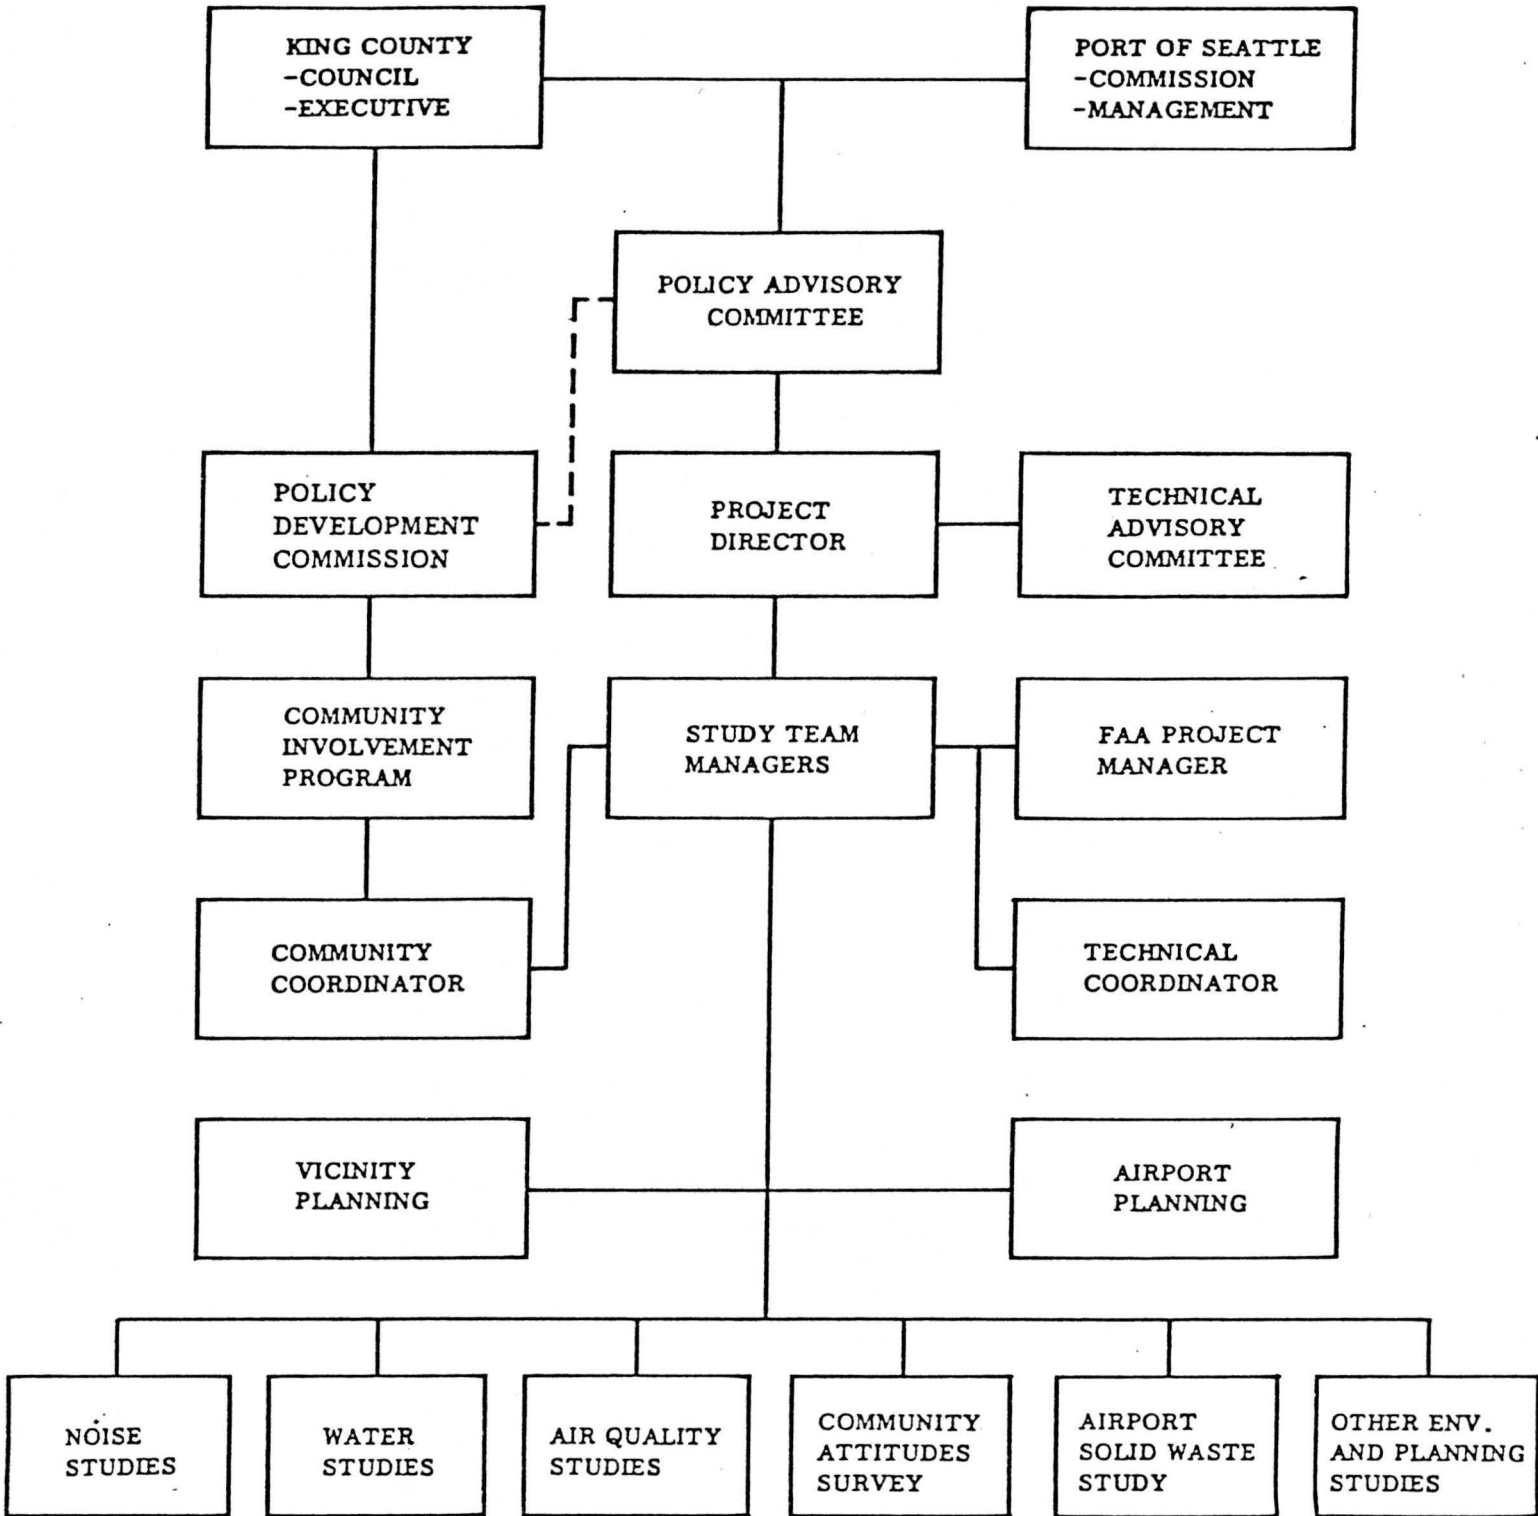 KING COUNTY
-COUNCIL
-EXECUTIVE
PORT OF SEATTLE
-COMMISSION
-MANAGEMENT
POLICY ADVISORY
COMMITTEE
POLICY
DEVELOPMENT
COMMISSION
PROJECT
DIRECTOR
TECHNICAL
ADVISORY
COMMITTEE
COMMUNITY
INVOLVEMENT
PROGRAM
STUDY TEAM
MANAGERS
FAA PROJECT
MANAGER
COMMUNITY
COORDINATOR
TECHNICAL
COORDINATOR
VICINITY
PLANNING
AIRPORT
PLANNING
NOISE
STUDIES
WATER
STUDIES
AIR QUALITY
STUDIES
COMMUNITY
ATTITUDES
SURVEY
AIRPORT
SOLID WASTE
STUDY
OTHER ENV.
AND PLANNING
STUDIES